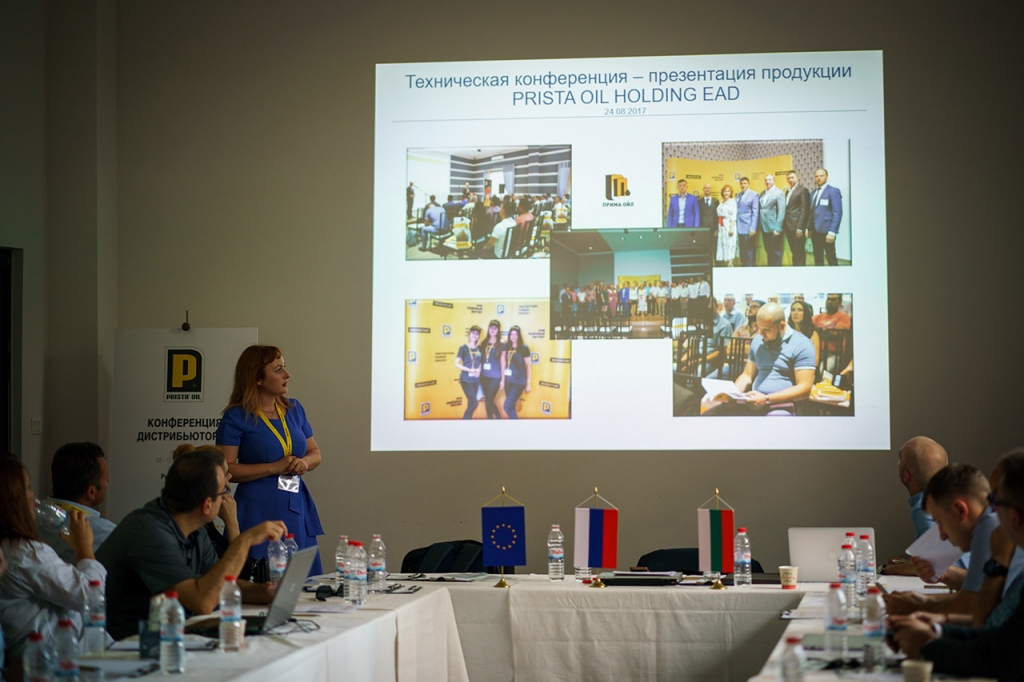 Техническая конференция – презентация продукции
PRISTA OIL HOLDING EAD
24 08 2017
ПРИМА ОЙЛ
P
PRISTA OIL
КОНФЕРЕНЦИЯ
ДИСТРИБЬЮТОР